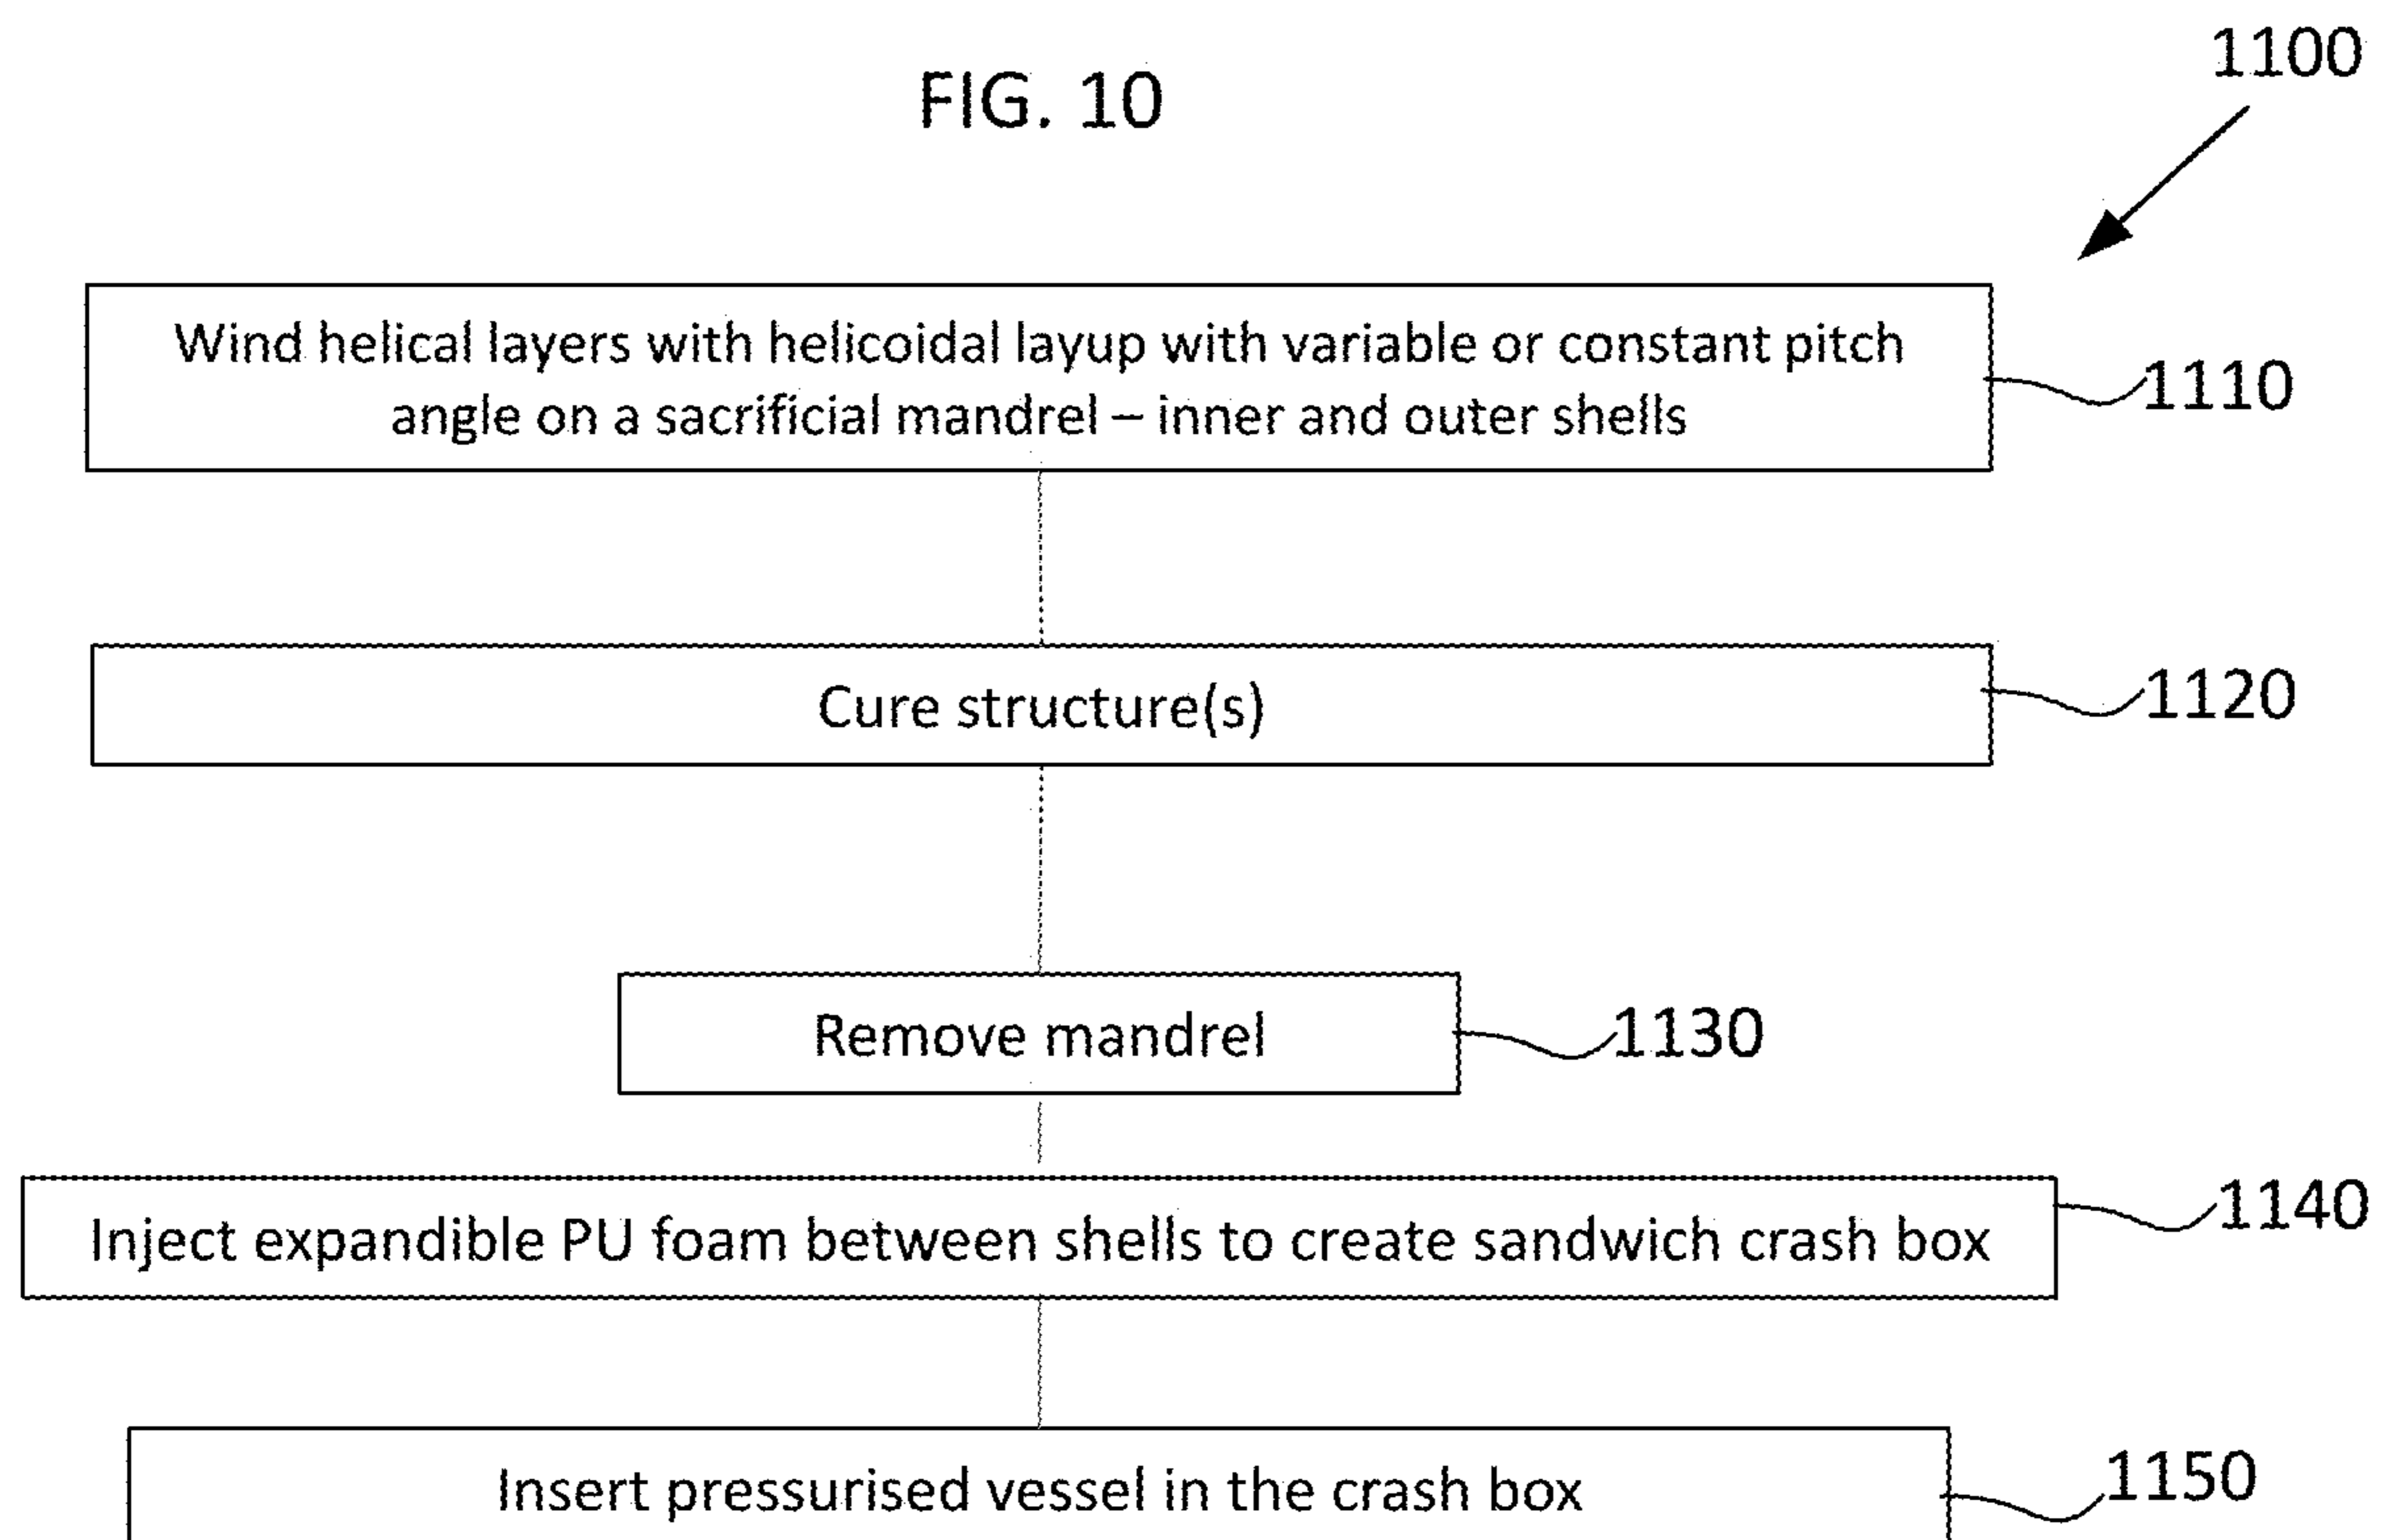 FIG. 10
1100
Wind helical layers with helicoidal layup with variable or constant pitch
angle on a sacrificial mandrel – inner and outer shells
1110
Cure structure(s)
1120
Remove mandrel
1130
Inject expandible PU foam between shells to create sandwich crash box
1140
Insert pressurised vessel in the crash box
1150